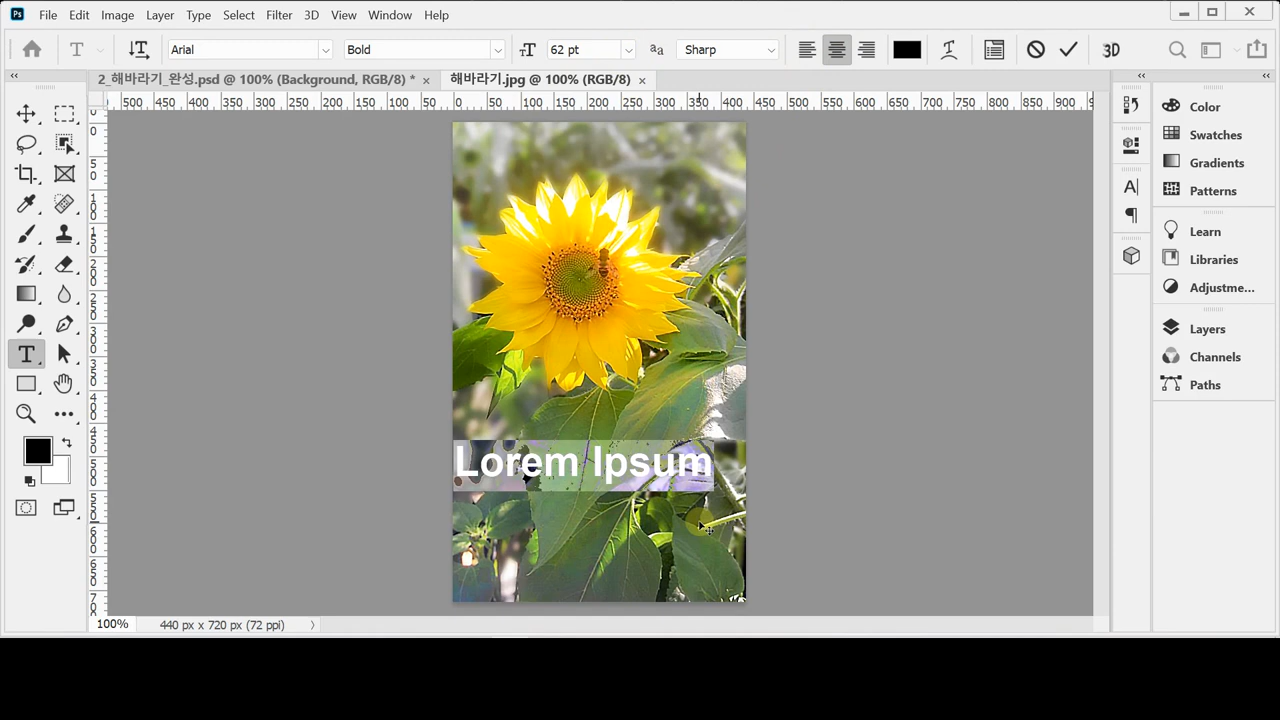 Ps File Edit Image Layer Type Select Filter 3D View Window Help
T Arial Bold 62 pt Sharp 3D
2_해바라기_완성.psd @ 100% (Background, RGB/8) * × 해바라기.jpg @ 100% (RGB/8) ×
500 450 400 350 300 250 200 150 100 50 0 50 100 150 200 250 300 350 400 450 500 550 600 650 700 750 800 850 900
Color
Swatches
Gradients
Patterns
Learn
Libraries
Adjustme...
Layers
Channels
Paths
Lorem Ipsum
100% 440 px x 720 px (72 ppi)